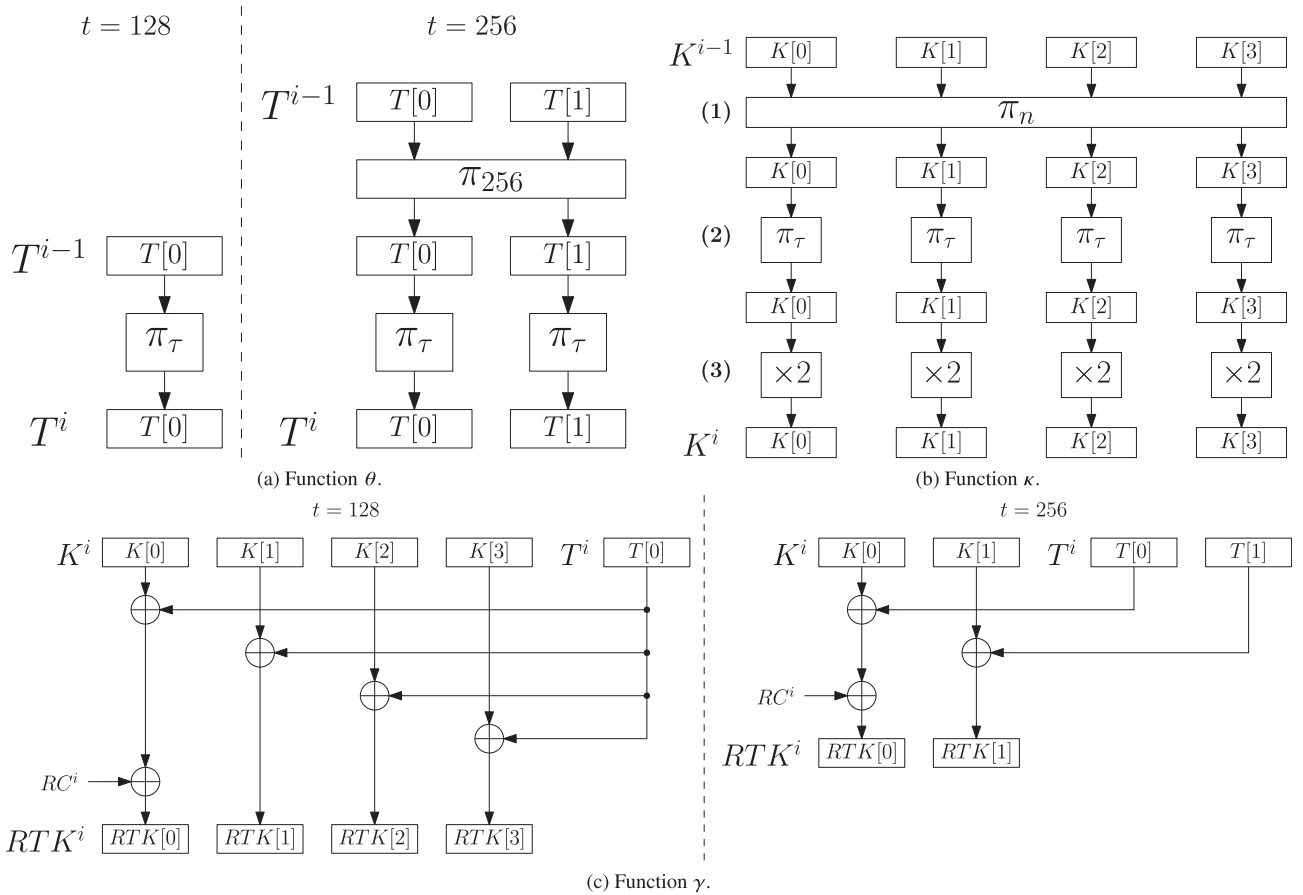 t = 128
t = 256
T^{i-1} T[0] T[1]
π_{256}
T^{i-1} T[0] T[0] T[1]
π_τ π_τ π_τ
T^i T[0] T^i T[0] T[1]
(a) Function θ.
K^{i-1} K[0] K[1] K[2] K[3]
(1) π_n
K[0] K[1] K[2] K[3]
(2) π_τ π_τ π_τ π_τ
K[0] K[1] K[2] K[3]
(3) ×2 ×2 ×2 ×2
K^i K[0] K[1] K[2] K[3]
(b) Function κ.
t = 128
K^i K[0] K[1] K[2] K[3] T^i T[0]
RC^i
RTK^i RTK[0] RTK[1] RTK[2] RTK[3]
t = 256
K^i K[0] K[1] T^i T[0] T[1]
RC^i
RTK^i RTK[0] RTK[1]
(c) Function γ.